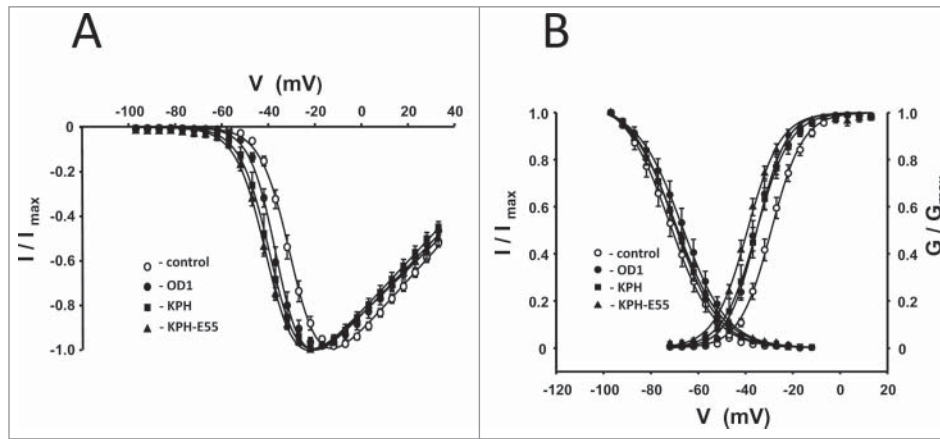 A
V (mV)
-100 -80 -60 -40 -20 0 20 40
0
-0.2
-0.4
-0.6
-0.8
-1.0
I / Imax
- control
- OD1
- KPH
- KPH-E55
B
1.0
0.8
0.6
0.4
0.2
0
I / Imax
1.0
0.8
0.6
0.4
0.2
0
G / Gmax
- control
- OD1
- KPH
- KPH-E55
-120 -100 -80 -60 -40 -20 0 20
V (mV)